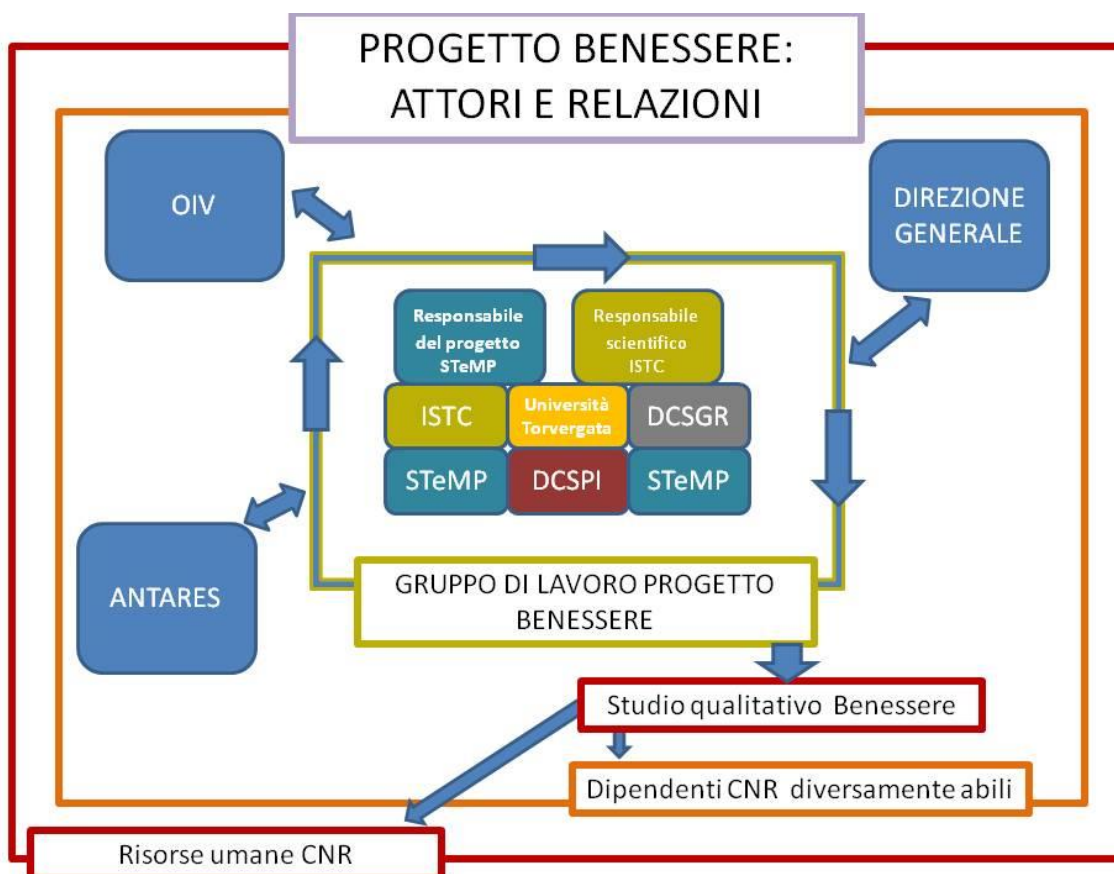 PROGETTO BENESSERE:
ATTORI E RELAZIONI
OIV
DIREZIONE
GENERALE
Responsabile
del progetto
STeMP
Responsabile
scientifico
ISTC
ISTC
Università
Torvergata
DCSGR
STeMP
DCSPI
STeMP
ANTARES
GRUPPO DI LAVORO PROGETTO
BENESSERE
Studio qualitativo Benessere
Dipendenti CNR diversamente abili
Risorse umane CNR